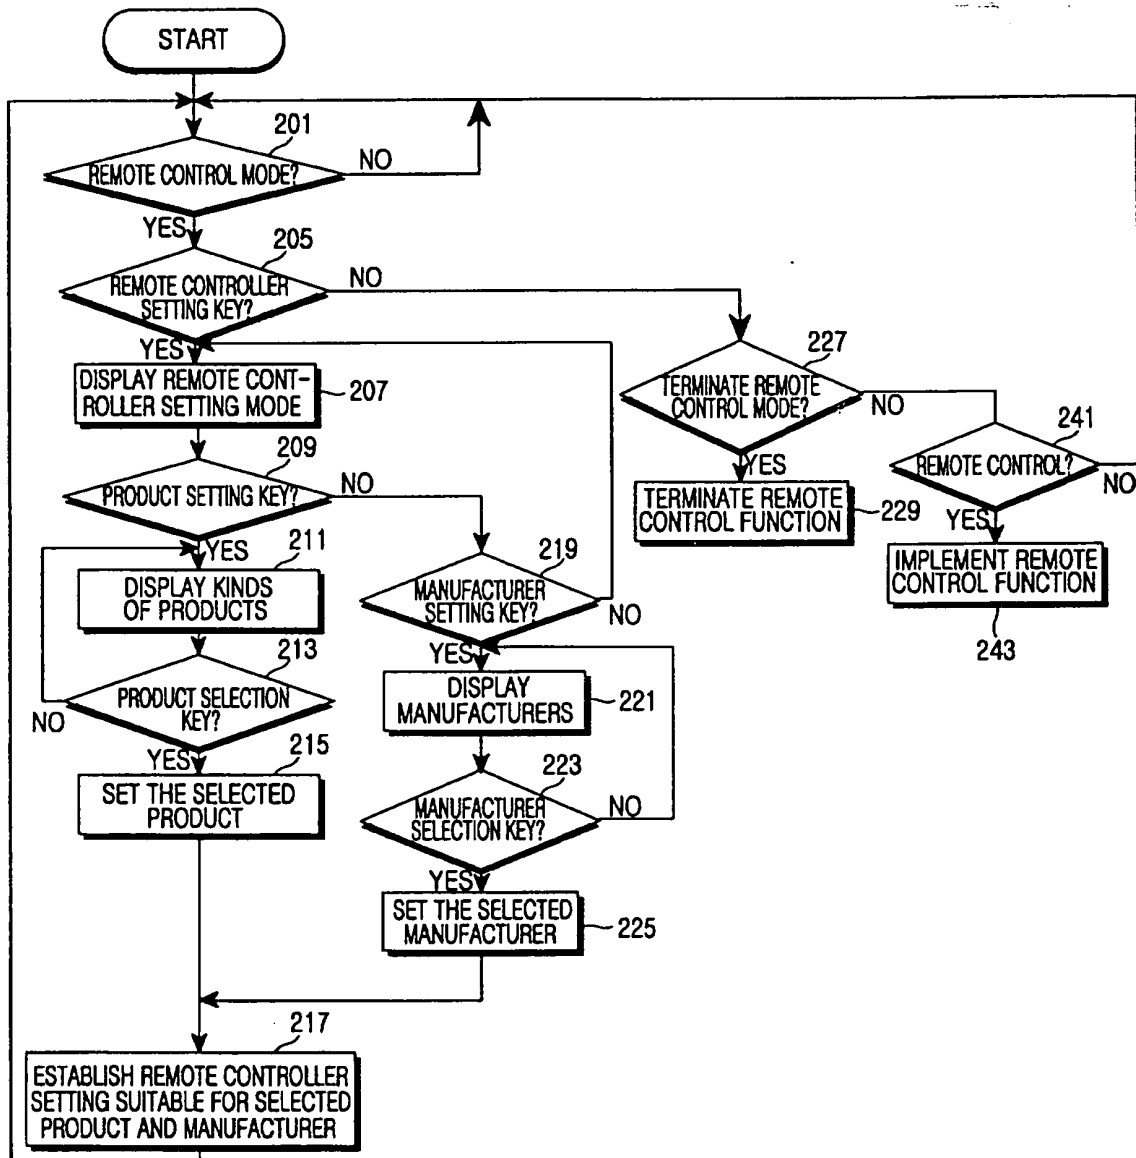 START
201
REMOTE CONTROL MODE?
NO
YES
205
REMOTE CONTROLLER
SETTING KEY?
NO
YES
DISPLAY REMOTE CONT-
ROLLER SETTING MODE
207
227
TERMINATE REMOTE
CONTROL MODE?
NO
YES
TERMINATE REMOTE
CONTROL FUNCTION
229
241
REMOTE CONTROL?
NO
YES
IMPLEMENT REMOTE
CONTROL FUNCTION
243
209
PRODUCT SETTING KEY?
NO
YES
211
DISPLAY KINDS
OF PRODUCTS
213
PRODUCT SELECTION
KEY?
NO
YES
215
SET THE SELECTED
PRODUCT
219
MANUFACTURER
SETTING KEY?
NO
YES
DISPLAY
MANUFACTURERS
221
223
MANUFACTURER
SELECTION KEY?
NO
YES
SET THE SELECTED
MANUFACTURER
225
217
ESTABLISH REMOTE CONTROLLER
SETTING SUITABLE FOR SELECTED
PRODUCT AND MANUFACTURER